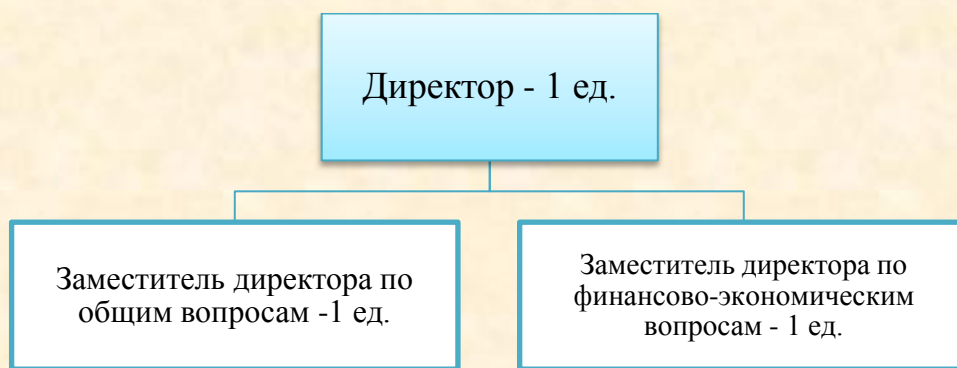 Директор - 1 ед.
Заместитель директора по
общим вопросам -1 ед.
Заместитель директора по
финансово-экономическим
вопросам - 1 ед.